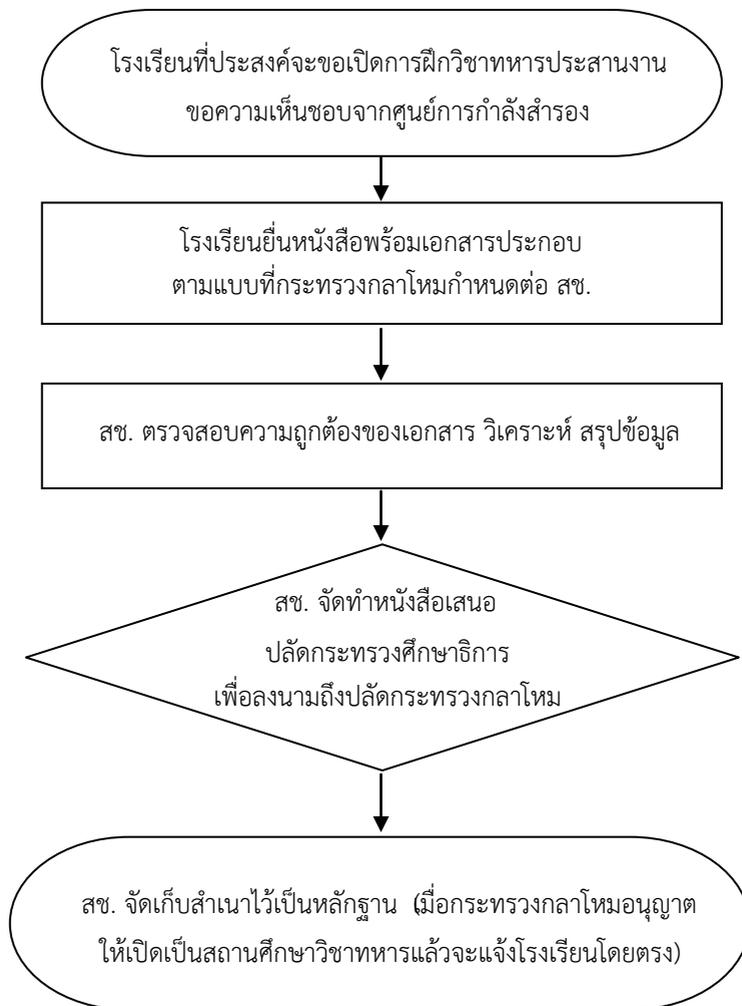 โรงเรียนที่ประสงค์จะขอเปิดการฝึกวิชาทหารประสานงาน
ขอความเห็นชอบจากศูนย์การกำลังสำรอง
โรงเรียนยื่นหนังสือพร้อมเอกสารประกอบ
ตามแบบที่กระทรวงกลาโหมกำหนดต่อ สช.
สช. ตรวจสอบความถูกต้องของเอกสาร วิเคราะห์ สรุปข้อมูล
สช. จัดทำหนังสือเสนอ
ปลัดกระทรวงศึกษาธิการ
เพื่อลงนามถึงปลัดกระทรวงกลาโหม
สช. จัดเก็บสำเนาไว้เป็นหลักฐาน (เมื่อกระทรวงกลาโหมอนุญาต
ให้เปิดเป็นสถานศึกษาวิชาทหารแล้วจะแจ้งโรงเรียนโดยตรง)